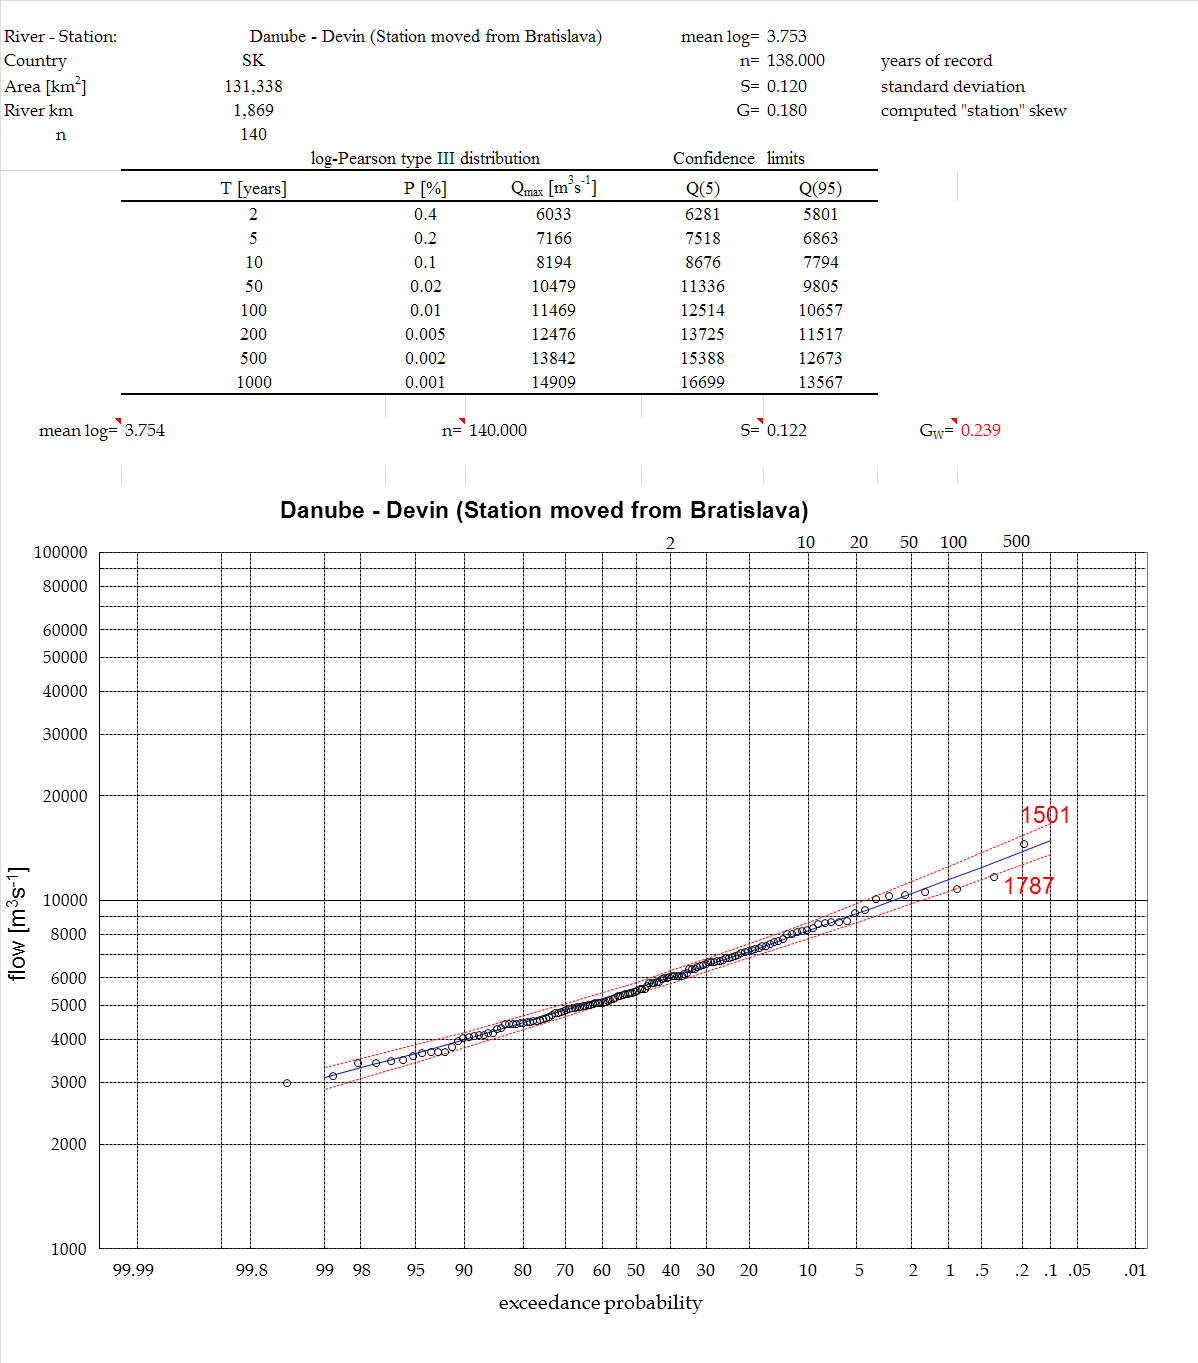 River - Station: Danube - Devin (Station moved from Bratislava) mean log= 3.753
Country SK n= 138.000 years of record
Area [km2] 131,338 S= 0.120 standard deviation
River km 1,869 G= 0.180 computed "station" skew
n 140
log-Pearson type III distribution Confidence limits
T [years] P [%] Qmax [m3s-1] Q(5) Q(95)
2 0.4 6033 6281 5801
5 0.2 7166 7518 6863
10 0.1 8194 8676 7794
50 0.02 10479 11336 9805
100 0.01 11469 12514 10657
200 0.005 12476 13725 11517
500 0.002 13842 15388 12673
1000 0.001 14909 16699 13567
mean log= 3.754 n= 140.000 S= 0.122 GW= 0.239
Danube - Devin (Station moved from Bratislava)
2 10 20 50 100 500
100000
80000
60000
50000
40000
30000
20000
1501
10000
1787
8000
6000
5000
4000
3000
2000
1000
flow [m3s-1]
99.99 99.8 99 98 95 90 80 70 60 50 40 30 20 10 5 2 1 .5 .2 .1 .05 .01
exceedance probability